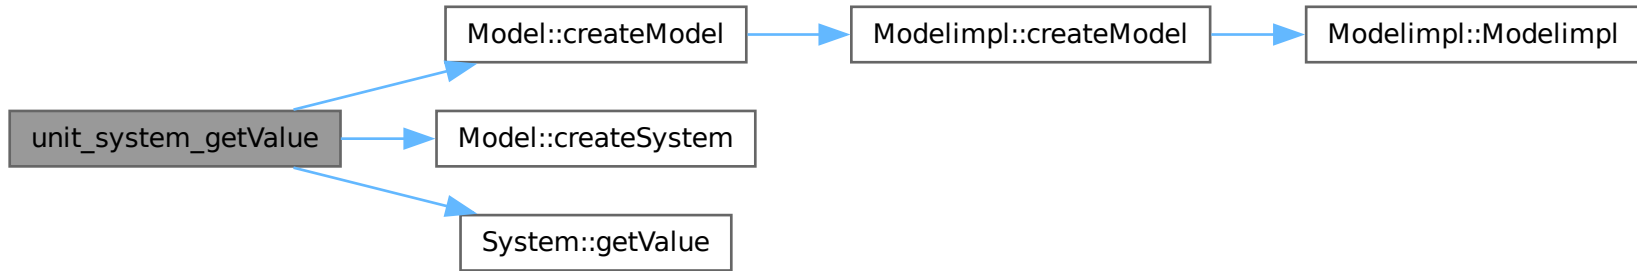 Model::createModel
Modelimpl::createModel
Modelimpl::Modelimpl
unit_system_getValue
Model::createSystem
System::getValue